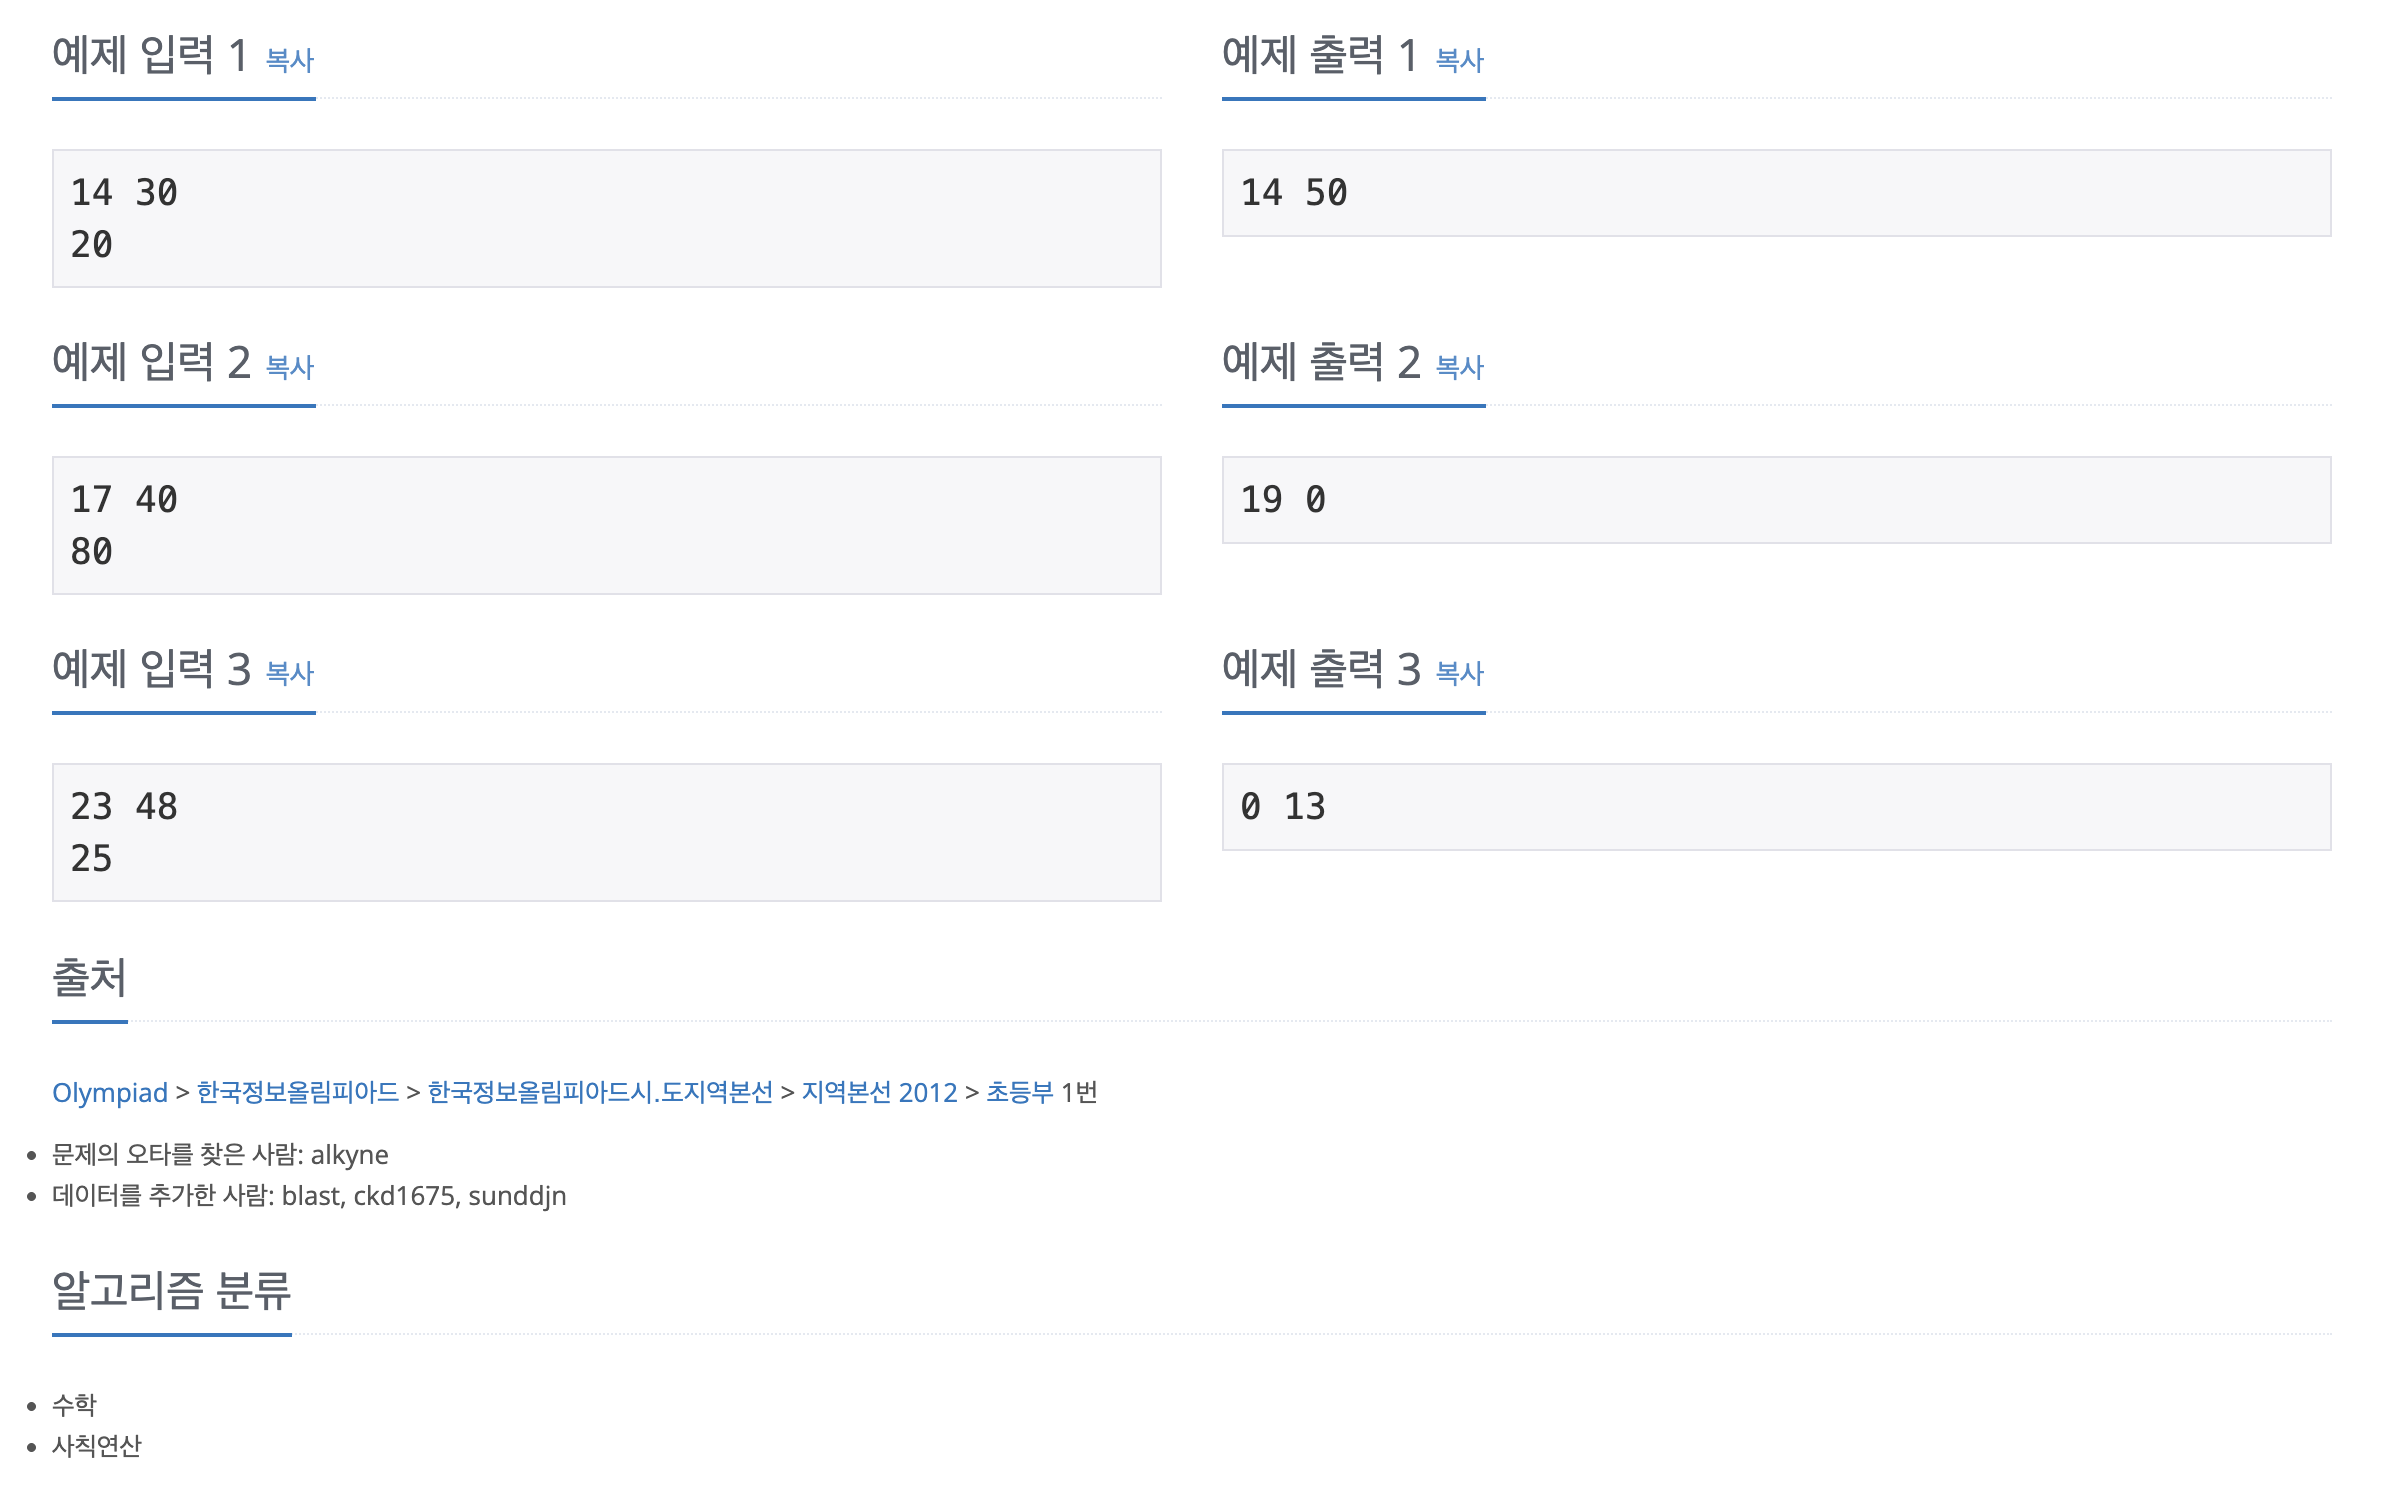 예제 입력 1 복사
14 30
20
예제 출력 1 복사
14 50
예제 입력 2 복사
17 40
80
예제 출력 2 복사
19 0
예제 입력 3 복사
23 48
25
예제 출력 3 복사
0 13
출처
Olympiad > 한국정보올림피아드 > 한국정보올림피아드시.도지역본선 > 지역본선 2012 > 초등부 1번
• 문제의 오타를 찾은 사람: alkyne
• 데이터를 추가한 사람: blast, ckd1675, sunddjn
알고리즘 분류
• 수학
• 사칙연산